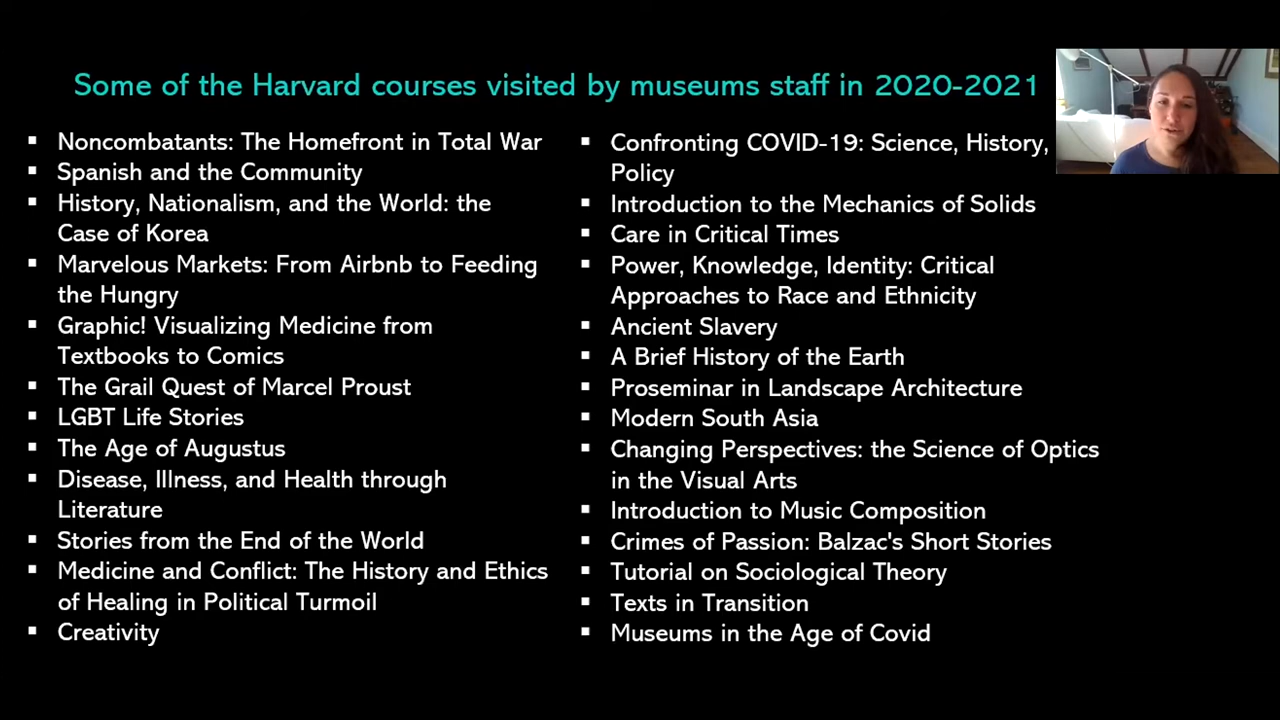 Some of the Harvard courses visited by museums staff in 2020-2021
▪ Noncombatants: The Homefront in Total War
▪ Spanish and the Community
▪ History, Nationalism, and the World: the
Case of Korea
▪ Marvelous Markets: From Airbnb to Feeding
the Hungry
▪ Graphic! Visualizing Medicine from
Textbooks to Comics
▪ The Grail Quest of Marcel Proust
▪ LGBT Life Stories
▪ The Age of Augustus
▪ Disease, Illness, and Health through
Literature
▪ Stories from the End of the World
▪ Medicine and Conflict: The History and Ethics
of Healing in Political Turmoil
▪ Creativity
▪ Confronting COVID-19: Science, History,
Policy
▪ Introduction to the Mechanics of Solids
▪ Care in Critical Times
▪ Power, Knowledge, Identity: Critical
Approaches to Race and Ethnicity
▪ Ancient Slavery
▪ A Brief History of the Earth
▪ Proseminar in Landscape Architecture
▪ Modern South Asia
▪ Changing Perspectives: the Science of Optics
in the Visual Arts
▪ Introduction to Music Composition
▪ Crimes of Passion: Balzac's Short Stories
▪ Tutorial on Sociological Theory
▪ Texts in Transition
▪ Museums in the Age of Covid